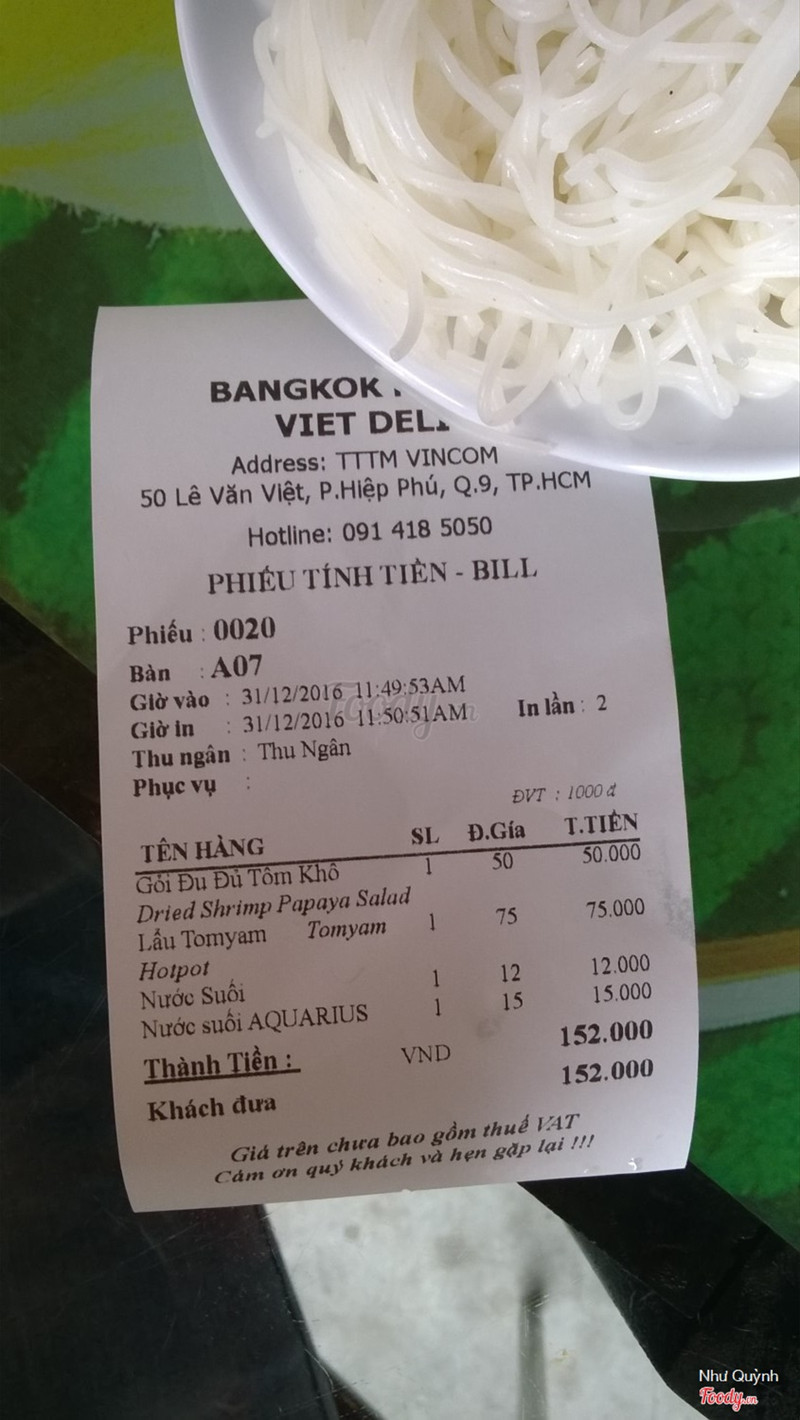 BANGKOK
VIET DELI
Address: TTTM VINCOM
50 Lê Văn Việt, P.Hiệp Phú, Q.9, TP.HCM
Hotline: 091 418 5050
PHIẾU TÍNH TIỀN - BILL
Phiếu : 0020
Bàn : A07
Giờ vào : 31/12/2016 11:49:53AM
Giờ in : 31/12/2016 11:50:51AM In lần : 2
Thu ngân : Thu Ngân
Phục vụ :
ĐVT : 1000 đ
TÊN HÀNG SL Đ.Gía T.TIỀN
Gỏi Đu Đủ Tôm Khô 1 50 50.000
Dried Shrimp Papaya Salad
Lẩu Tomyam Tomyam 1 75 75.000
Hotpot
Nước Suối 1 12 12.000
Nước suối AQUARIUS 1 15 15.000
Thành Tiền : VND 152.000
Khách đưa 152.000
Giá trên chưa bao gồm thuế VAT
Cám ơn quý khách và hẹn gặp lại !!!
Foody.vn
Như Quỳnh
Foody.vn